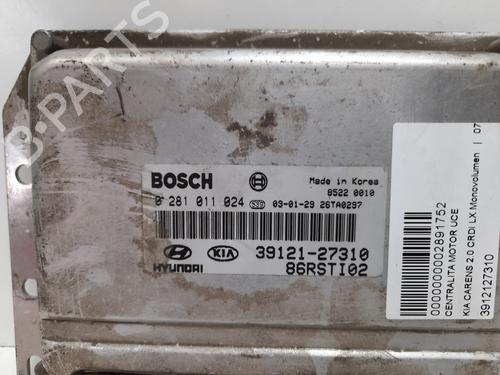 B-PARTS
BOSCH
Made in Korea
8522 0010
0 281 011 024
03-01-29 26TA0297
HYUNDAI
KIA
39121-27310
86RSTI02
0000000002891752
CENTRALITA MOTOR UCE
KIA CARENS 2.0 CRDI LX Monovolumen | 07
3912127310